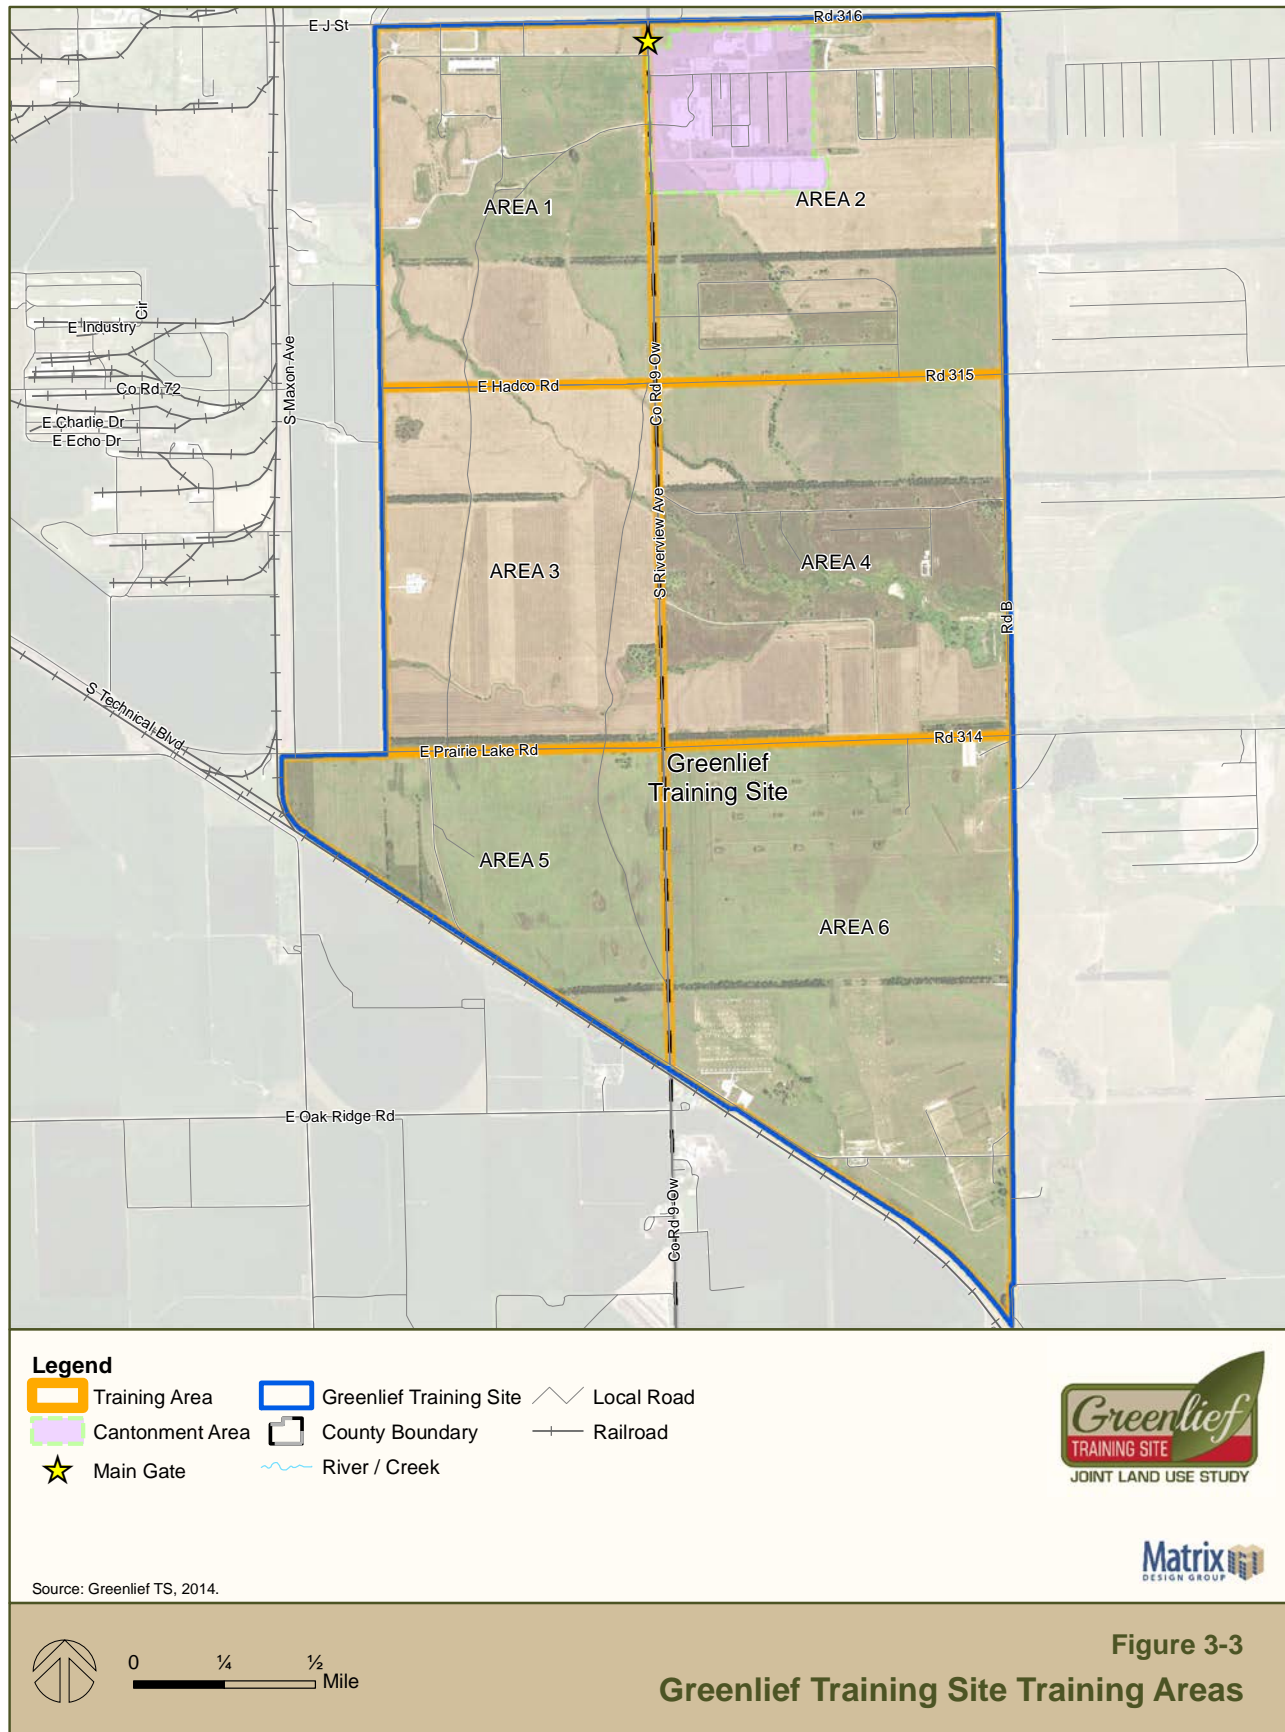 E J St
Rd 316
AREA 1
AREA 2
E Industry
Cir
Co Rd 72
E Charlie Dr
E Echo Dr
S Maxon Ave
E Hadco Rd
Co Rd 9-Ow
Rd 315
S Riverview Ave
AREA 3
AREA 4
Rd B
S Technical Blvd
E Prairie Lake Rd
Rd 314
Greenlief
Training Site
AREA 5
AREA 6
E Oak Ridge Rd
Co Rd 9-Ow
Legend
Training Area
Greenlief Training Site
Local Road
Cantonment Area
County Boundary
Railroad
Main Gate
River / Creek
Greenlief
TRAINING SITE
JOINT LAND USE STUDY
Matrix
DESIGN GROUP
Source: Greenlief TS, 2014.
0 ¼ ½
Mile
Figure 3-3
Greenlief Training Site Training Areas